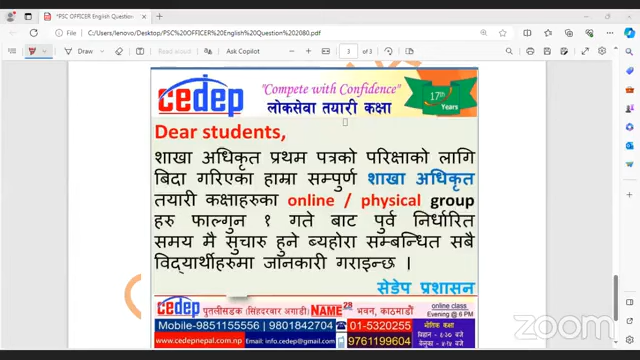 *PSC OFFICER English Question
C:/Users/lenovo/Desktop/PSC%20OFFICER%20English%20Question%202080.pdf
Draw
Read aloud
Ask Copilot
3 of 3
cedep
"Compete with Confidence"
लोकसेवा तयारी कक्षा
17th
Years
Dear students,
शाखा अधिकृत प्रथम पत्रको परिक्षाको लागि
बिदा गरिएका हाम्रा सम्पुर्ण शाखा अधिकृत
तयारी कक्षाहरुका online / physical group
हरु फाल्गुन १ गते बाट पुर्व निर्धारित
समय मै सुचारु हुने ब्यहोरा सम्बन्धित सबै
विद्यार्थीहरुमा जानकारी गराइन्छ ।
सेडेप प्रशासन
cedep पुतलीसडक (सिंहदरबार अगाडी) NAME भवन, काठमाडौं
28
online class
Evening @ 6 PM
Mobile-9851155556 | 9801842704
01-5320255
भौतिक कक्षा
www.cedepnepal.com.np
Email: info.cedep@gmail.com
9761199604
zoom